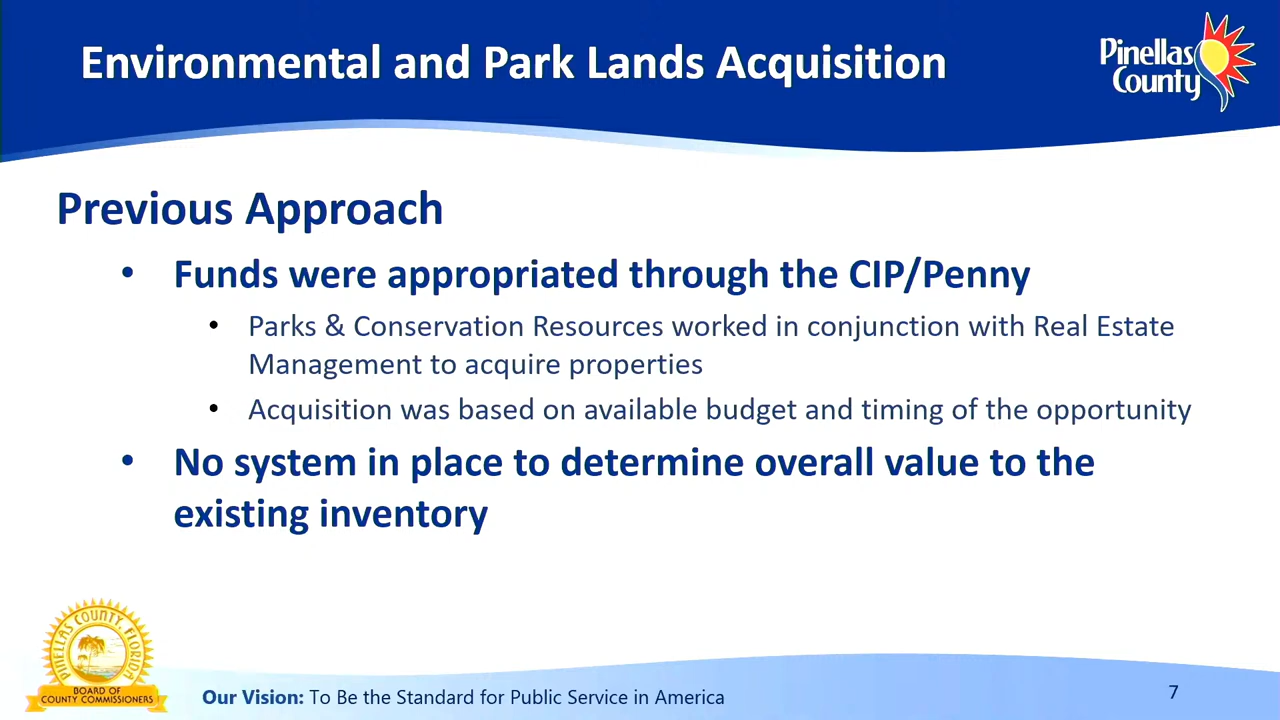 Environmental and Park Lands Acquisition
Pinellas
County
Previous Approach
• Funds were appropriated through the CIP/Penny
• Parks & Conservation Resources worked in conjunction with Real Estate
Management to acquire properties
• Acquisition was based on available budget and timing of the opportunity
• No system in place to determine overall value to the
existing inventory
PINELLAS COUNTY, FLORIDA
BOARD OF
COUNTY COMMISSIONERS
Our Vision: To Be the Standard for Public Service in America
7